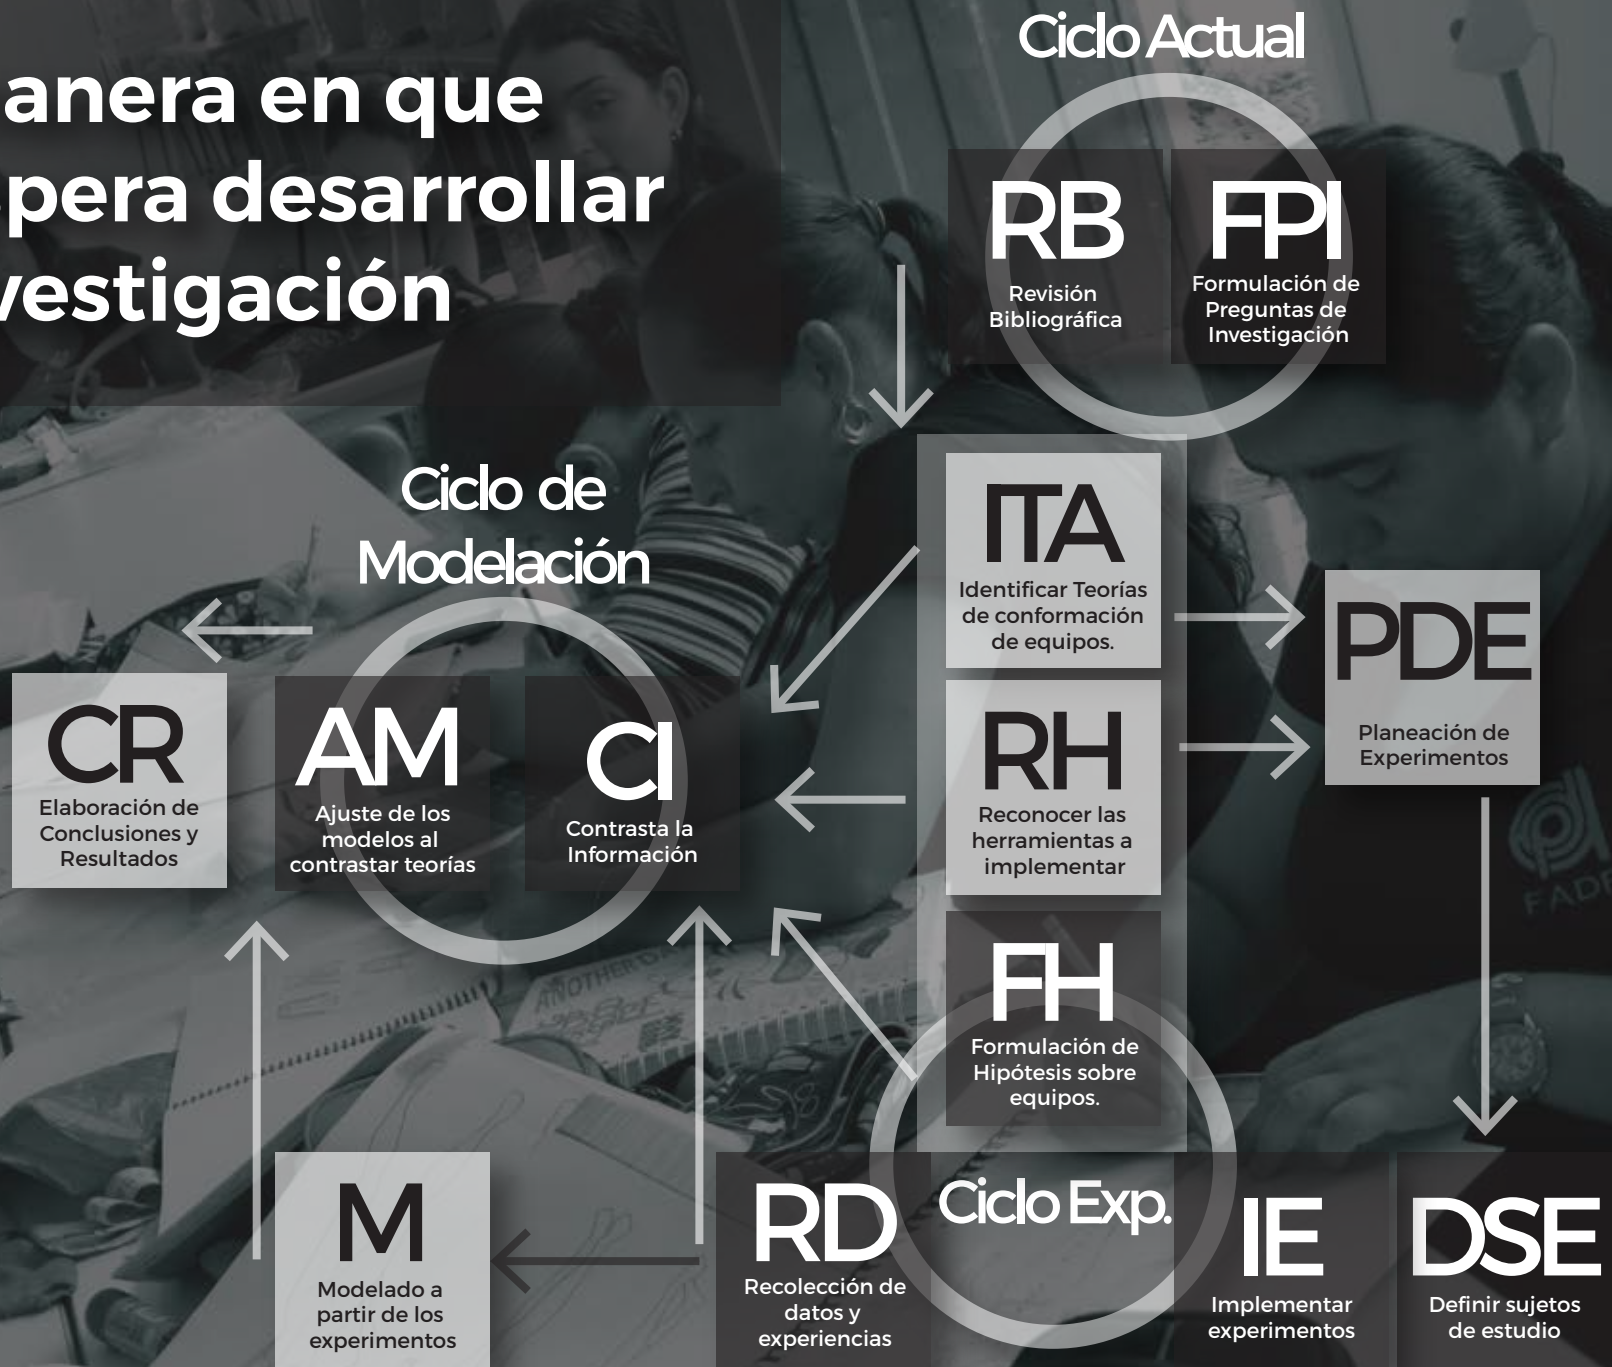 anera en que
spera desarrollar
vestigación
Ciclo Actual
RB
Revisión
Bibliográfica
FPI
Formulación de
Preguntas de
Investigación
Ciclo de
Modelación
ITA
Identificar Teorías
de conformación
de equipos.
PDE
Planeación de
Experimentos
CR
Elaboración de
Conclusiones y
Resultados
AM
Ajuste de los
modelos al
contrastar teorías
CI
Contrasta la
Información
RH
Reconocer las
herramientas a
implementar
FH
Formulación de
Hipótesis sobre
equipos.
ANOTHER
M
Modelado a
partir de los
experimentos
RD
Recolección de
datos y
experiencias
Ciclo Exp.
IE
Implementar
experimentos
DSE
Definir sujetos
de estudio